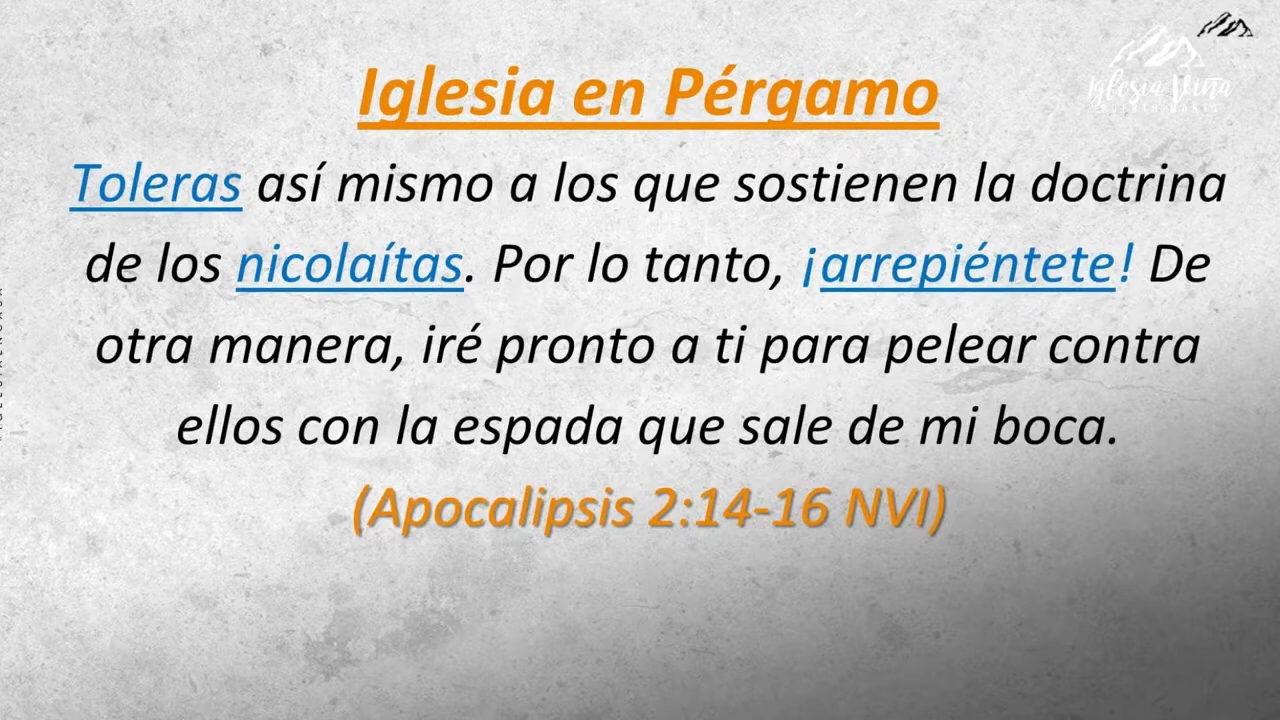 Iglesia en Pérgamo
Toleras así mismo a los que sostienen la doctrina
de los nicolaítas. Por lo tanto, ¡arrepiéntete! De
otra manera, iré pronto a ti para pelear contra
ellos con la espada que sale de mi boca.
(Apocalipsis 2:14-16 NVI)
Iglesia